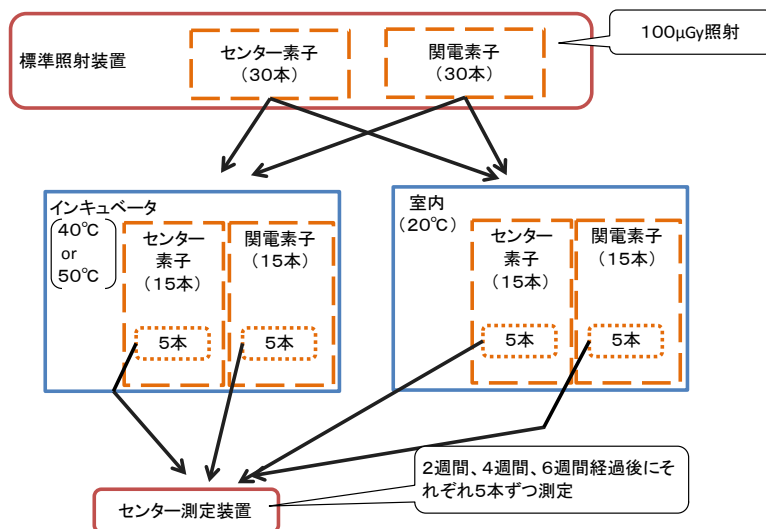 標準照射装置
センター素子
（30本）
関電素子
（30本）
100μGy照射
インキュベータ
40℃
or
50℃
センター
素子
（15本）
関電素子
（15本）
5本
5本
室内
（20℃）
センター
素子
（15本）
関電素子
（15本）
5本
5本
センター測定装置
2週間、4週間、6週間経過後にそ
れぞれ5本ずつ測定